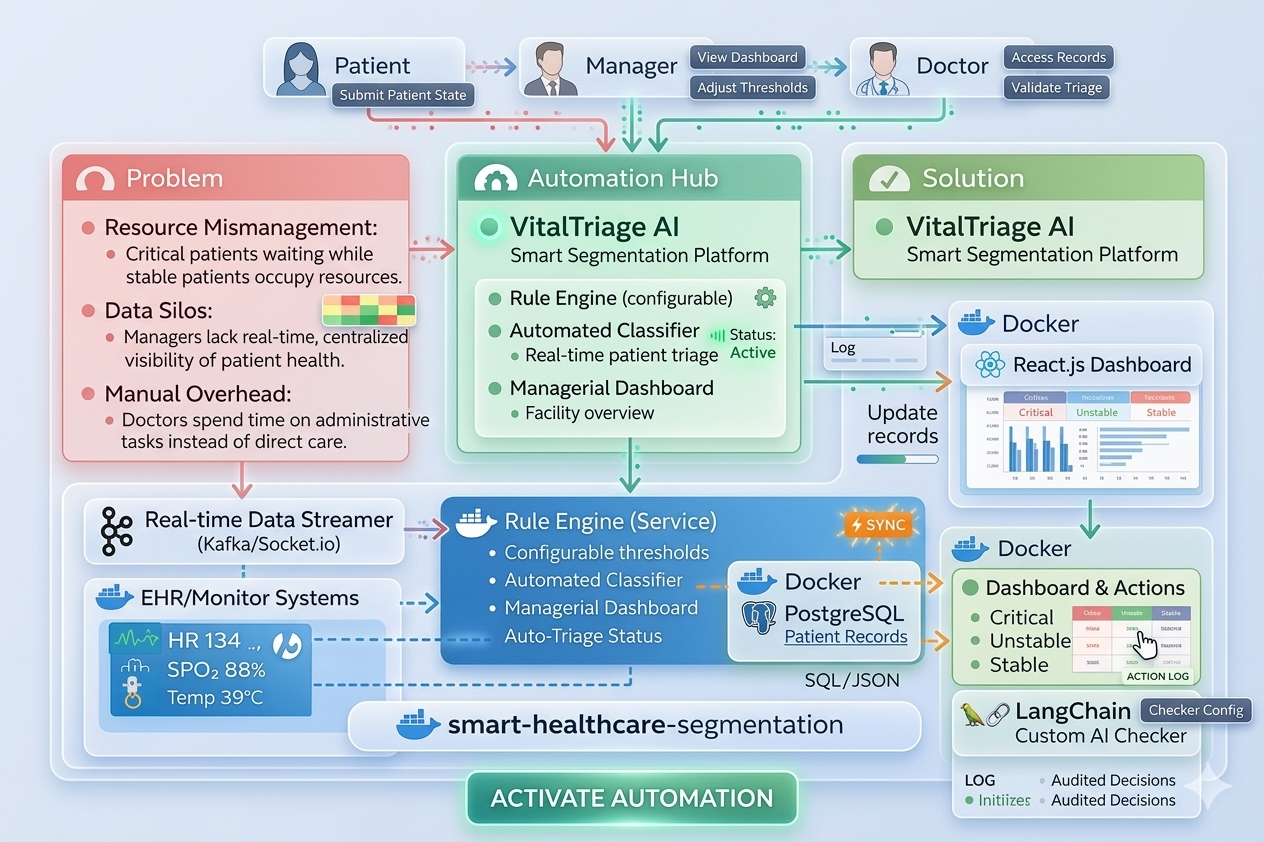 Patient
Submit Patient State
Manager
View Dashboard
Adjust Thresholds
Doctor
Access Records
Validate Triage
Problem
Resource Mismanagement:
Critical patients waiting while
stable patients occupy resources.
Data Silos:
Managers lack real-time, centralized
visibility of patient health.
Manual Overhead:
Doctors spend time on administrative
tasks instead of direct care.
Automation Hub
VitalTriage AI
Smart Segmentation Platform
Rule Engine (configurable)
Automated Classifier
Real-time patient triage
Status:
Active
Managerial Dashboard
Facility overview
Solution
VitalTriage AI
Smart Segmentation Platform
Log
Update
records
Docker
React.js Dashboard
Critical
Unstable
Stable
Real-time Data Streamer
(Kafka/Socket.io)
EHR/Monitor Systems
HR 134 ..,
SPO₂ 88%
Temp 39°C
Rule Engine (Service)
Configurable thresholds
Automated Classifier
Managerial Dashboard
Auto-Triage Status
SYNC
Docker
PostgreSQL
Patient Records
SQL/JSON
Docker
Dashboard & Actions
Critical
Unstable
Stable
ACTION LOG
LangChain
Checker Config
Custom AI Checker
LOG
Audited Decisions
Initiizes
Audited Decisions
smart-healthcare-segmentation
ACTIVATE AUTOMATION